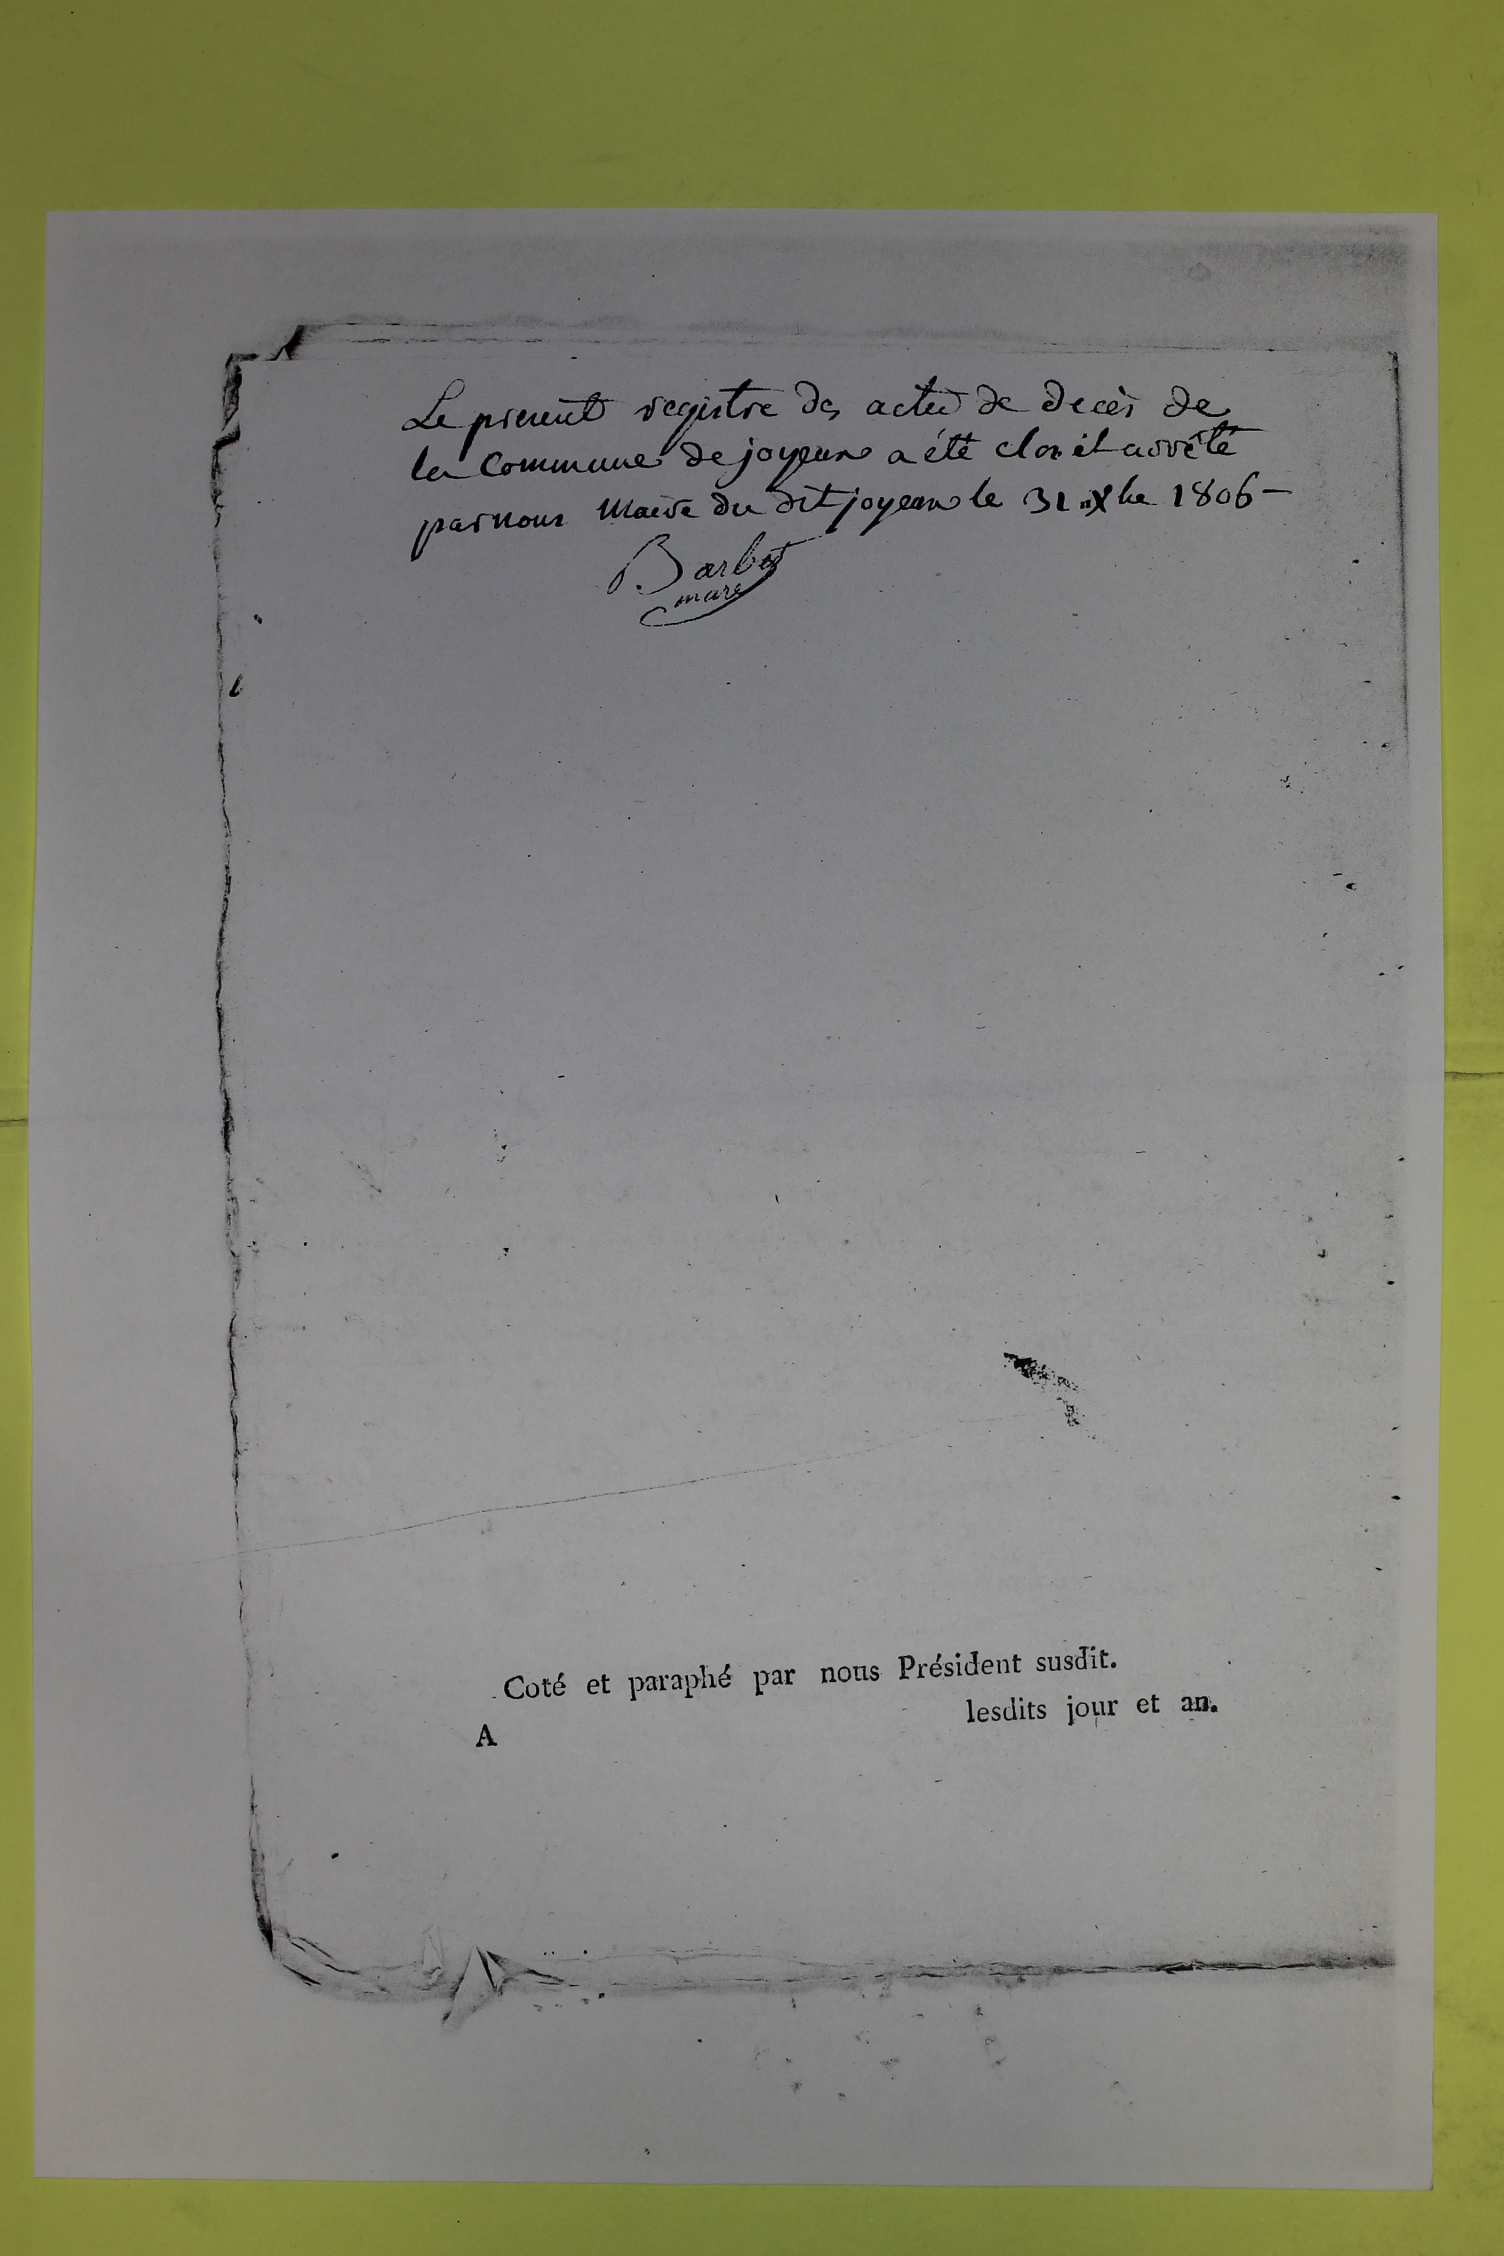 Le present registre des actes de decès de
la Commune de joyeux a été clos et arrêté
par nous Maire du dit joyeux le 31 Xbre 1806 —
Barbet
maire
Coté et paraphé par nous Président susdit.
A lesdits jour et an.